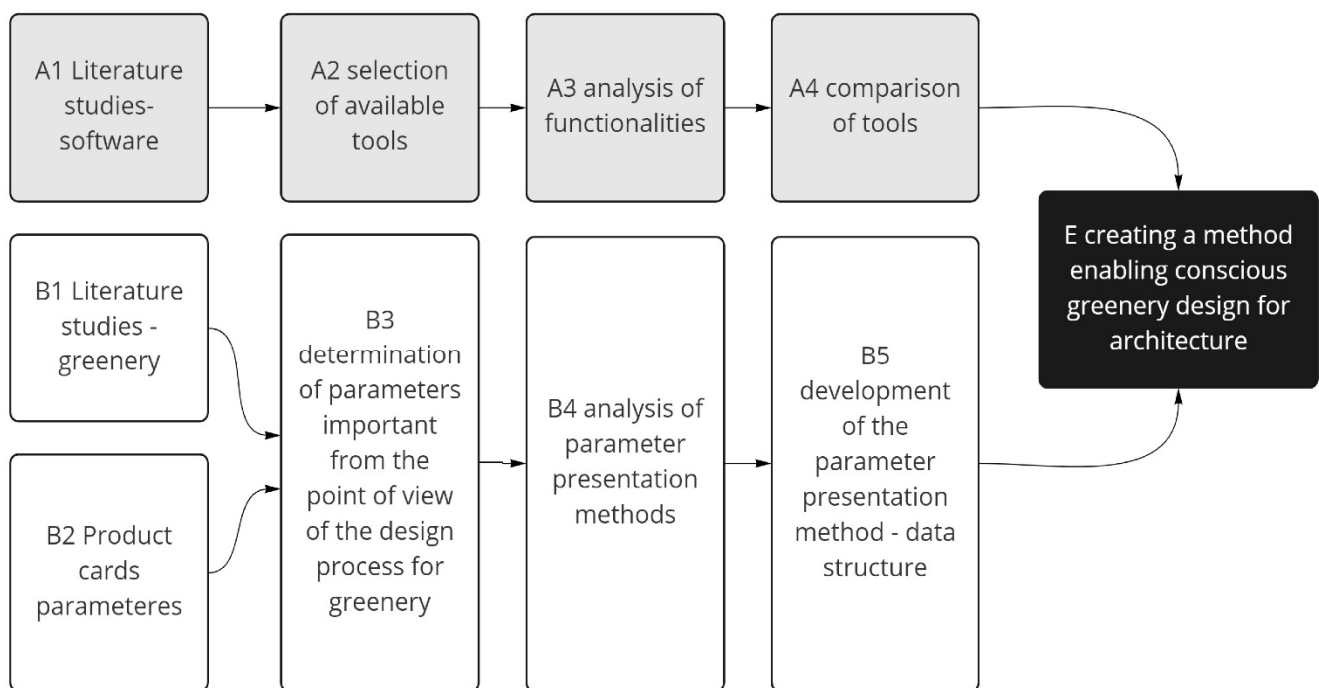 A1 Literature
studies-
software
A2 selection
of available
tools
A3 analysis of
functionalities
A4 comparison
of tools
E creating a method
enabling conscious
greenery design for
architecture
B1 Literature
studies -
greenery
B2 Product
cards
parameteres
B3
determination
of parameters
important
from the
point of view
of the design
process for
greenery
B4 analysis of
parameter
presentation
methods
B5
development
of the
parameter
presentation
method - data
structure